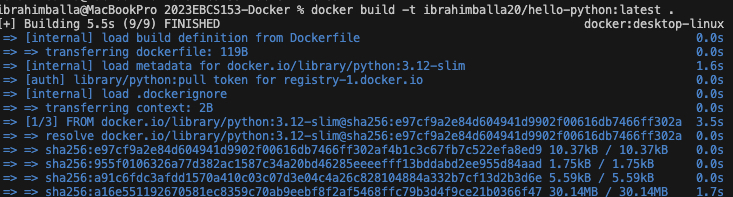 ibrahimballa@MacBookPro 2023EBCS153-Docker % docker build -t ibrahimballa20/hello-python:latest .
[+] Building 5.5s (9/9) FINISHED docker:desktop-linux
=> [internal] load build definition from Dockerfile 0.0s
=> => transferring dockerfile: 119B 0.0s
=> [internal] load metadata for docker.io/library/python:3.12-slim 1.6s
=> [auth] library/python:pull token for registry-1.docker.io 0.0s
=> [internal] load .dockerignore 0.0s
=> => transferring context: 2B 0.0s
=> [1/3] FROM docker.io/library/python:3.12-slim@sha256:e97cf9a2e84d604941d9902f00616db7466ff302a 3.5s
=> => resolve docker.io/library/python:3.12-slim@sha256:e97cf9a2e84d604941d9902f00616db7466ff302a 0.0s
=> => sha256:e97cf9a2e84d604941d9902f00616db7466ff302af4b1c3c67fb7c522efa8ed9 10.37kB / 10.37kB 0.0s
=> => sha256:955f0106326a77d382ac1587c34a20bd46285eeeefff13bddabd2ee955d84aad 1.75kB / 1.75kB 0.0s
=> => sha256:a91c6fdc3afdd1570a410c03c07d3e04c4a26c828104884a332b7cf13d2b3d6e 5.59kB / 5.59kB 0.0s
=> => sha256:a16e551192670581ec8359c70ab9eebf8f2af5468ffc79b3d4f9ce21b0366f47 30.14MB / 30.14MB 1.7s